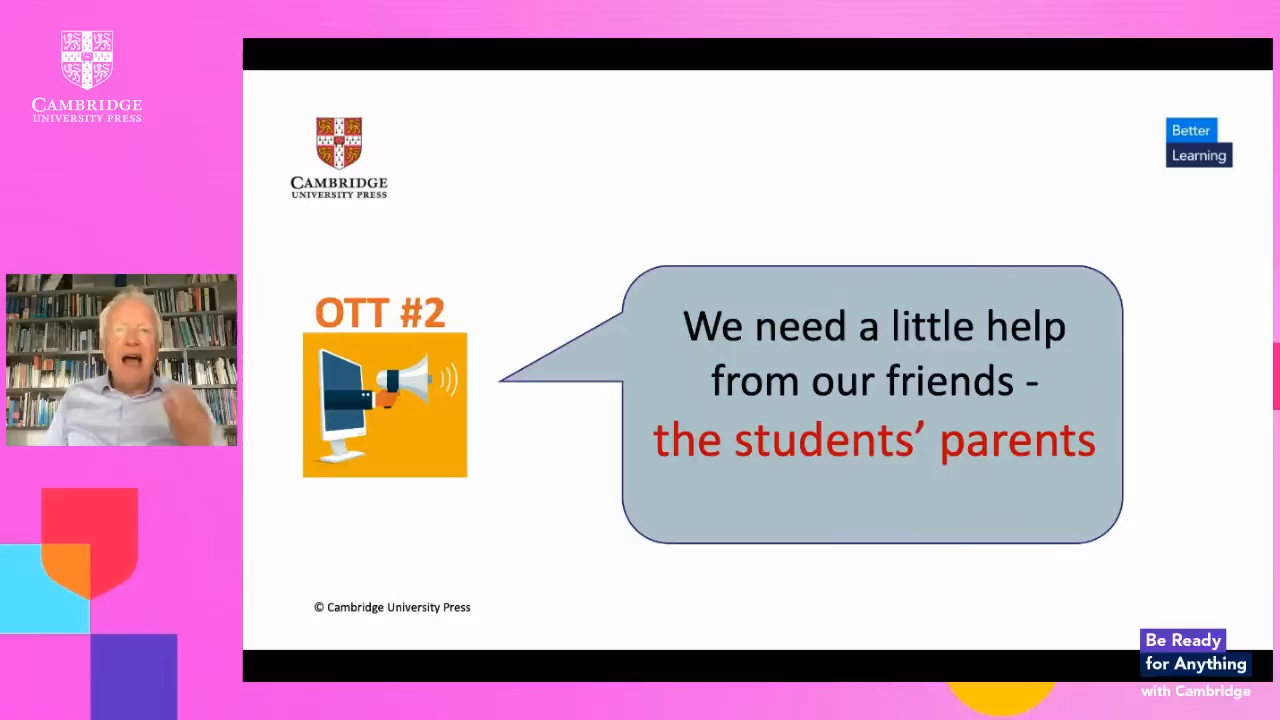 CAMBRIDGE
UNIVERSITY PRESS
CAMBRIDGE
UNIVERSITY PRESS
Better
Learning
OTT #2
We need a little help
from our friends -
the students’ parents
© Cambridge University Press
Be Ready
for Anything
with Cambridge